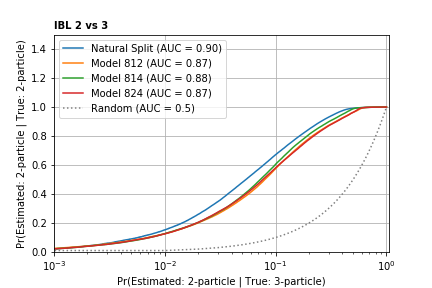 IBL 2 vs 3
Natural Split (AUC = 0.90)
Model 812 (AUC = 0.87)
Model 814 (AUC = 0.88)
Model 824 (AUC = 0.87)
Random (AUC = 0.5)
Pr(Estimated: 2-particle | True: 2-particle)
1.4
1.2
1.0
0.8
0.6
0.4
0.2
0.0
10⁻³ 10⁻² 10⁻¹ 10⁰
Pr(Estimated: 2-particle | True: 3-particle)